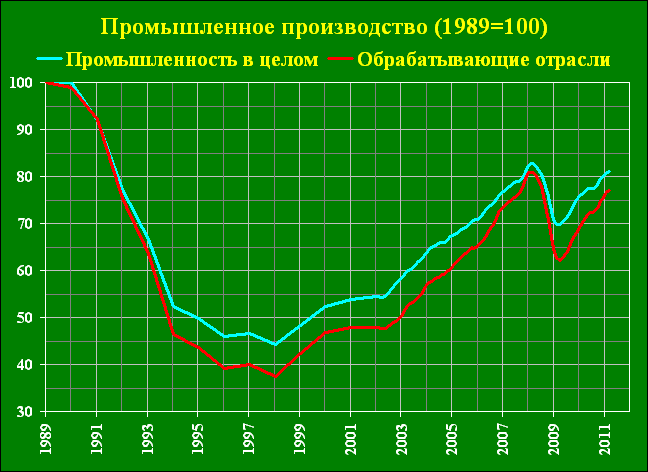 Промышленное производство (1989=100)
Промышленность в целом Обрабатывающие отрасли
100
90
80
70
60
50
40
30
1989 1991 1993 1995 1997 1999 2001 2003 2005 2007 2009 2011